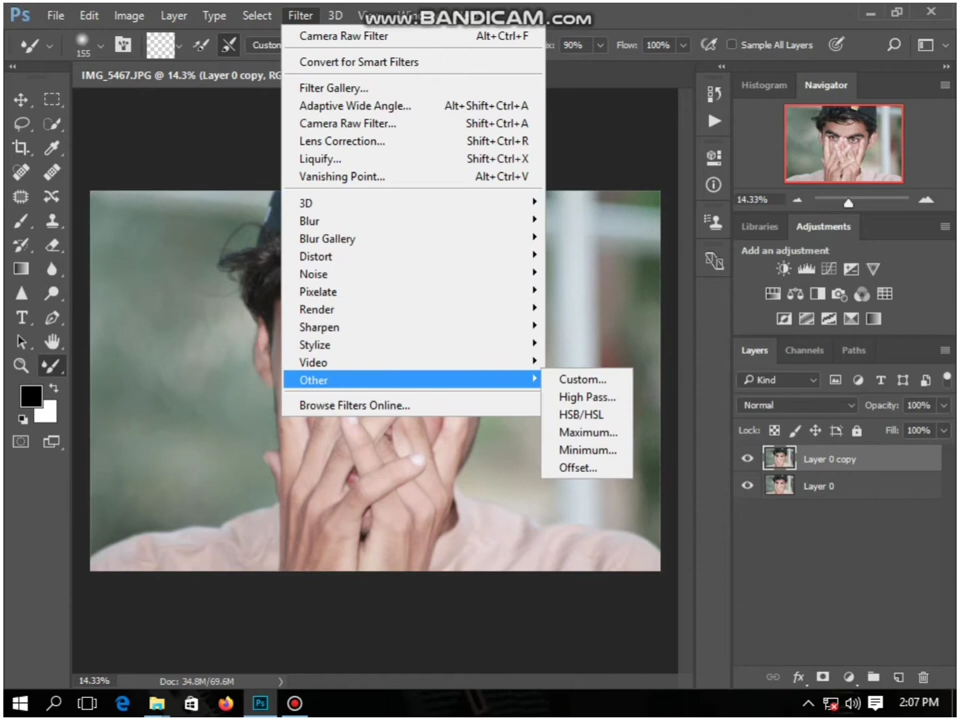 Ps File Edit Image Layer Type Select Filter 3D
www.BANDICAM.com
155
Custom
90% Flow: 100% Sample All Layers
IMG_5467.JPG @ 14.3% (Layer 0 copy, RG
Camera Raw Filter Alt+Ctrl+F
Convert for Smart Filters
Filter Gallery...
Adaptive Wide Angle... Alt+Shift+Ctrl+A
Camera Raw Filter... Shift+Ctrl+A
Lens Correction... Shift+Ctrl+R
Liquify... Shift+Ctrl+X
Vanishing Point... Alt+Ctrl+V
3D
Blur
Blur Gallery
Distort
Noise
Pixelate
Render
Sharpen
Stylize
Video
Other
Browse Filters Online...
Custom...
High Pass...
HSB/HSL
Maximum...
Minimum...
Offset...
Histogram Navigator
14.33%
Libraries Adjustments
Add an adjustment
Layers Channels Paths
Kind
Normal Opacity: 100%
Lock: Fill: 100%
Layer 0 copy
Layer 0
fx
14.33% Doc: 34.8M/69.6M
Ps
2:07 PM